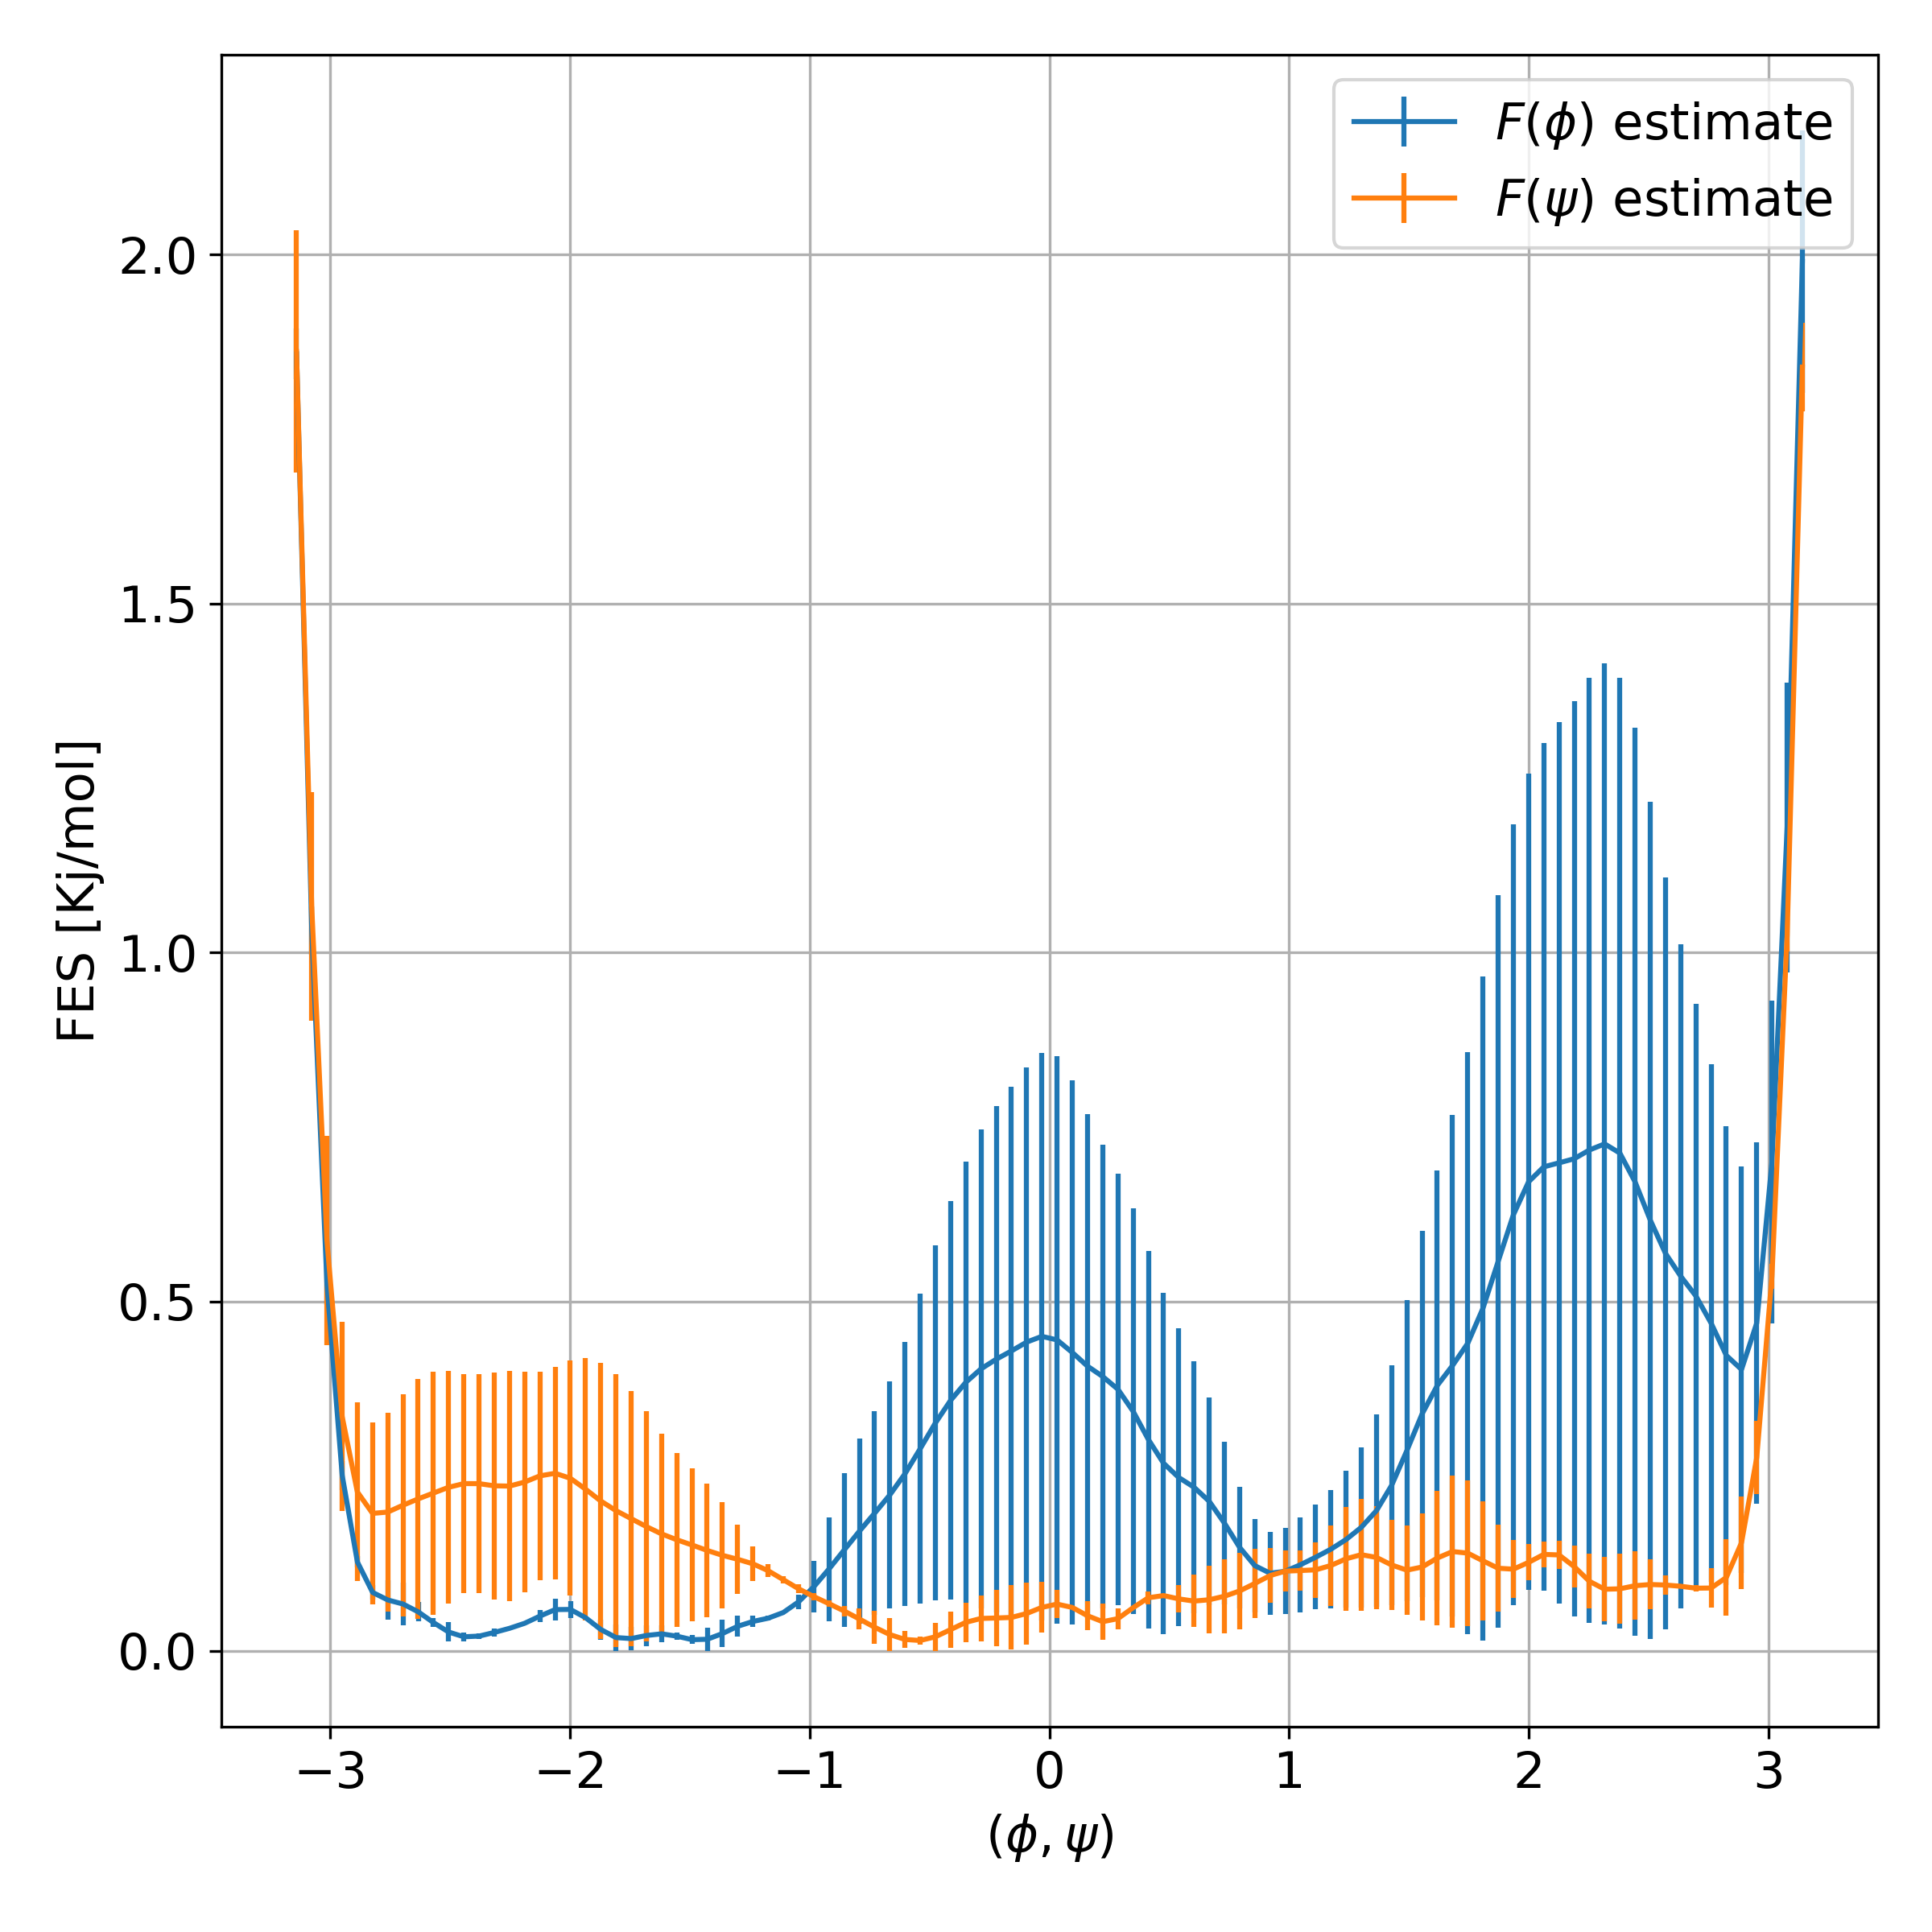 F(ϕ) estimate
F(ψ) estimate
FES [Kj/mol]
2.0
1.5
1.0
0.5
0.0
−3 −2 −1 0 1 2 3
(ϕ, ψ)